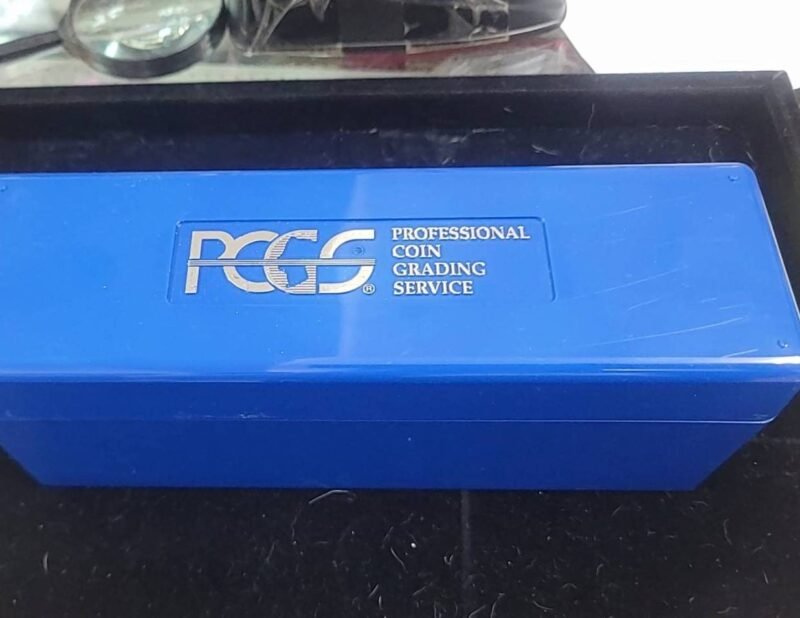 PCGS®
PROFESSIONAL
COIN
GRADING
SERVICE